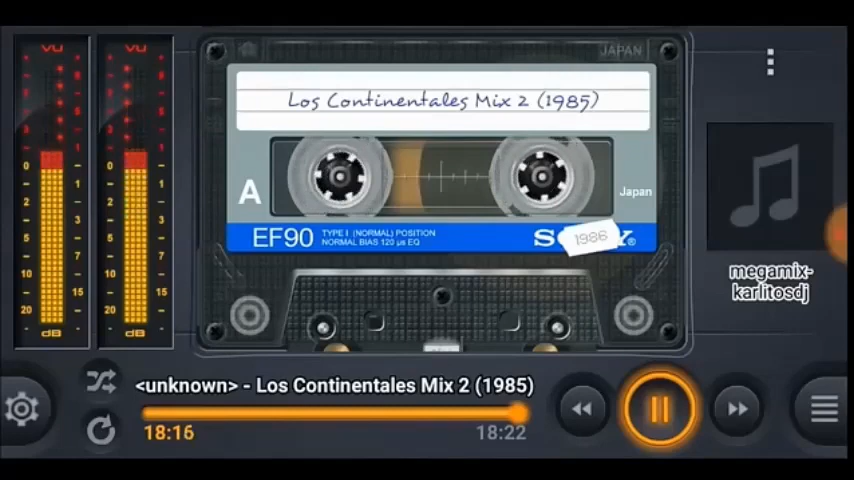 VU
VU
JAPAN
Los Continentales Mix 2 (1985)
A
Japan
EF90
TYPE I (NORMAL) POSITION
NORMAL BIAS 120 µs EQ
1986
megamix-
karlitosdj
0
1
2
3
5
7
10
15
20
dB
0
1
2
3
5
7
10
15
20
dB
<unknown> - Los Continentales Mix 2 (1985)
18:16
18:22